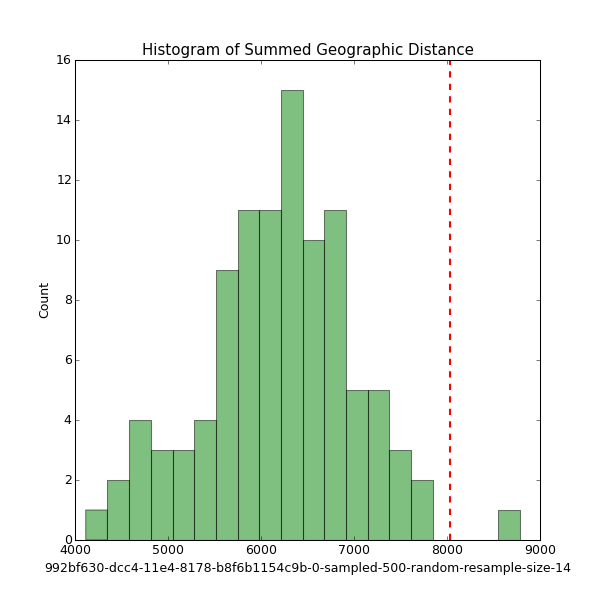 Histogram of Summed Geographic Distance
16
14
12
10
8
6
4
2
0
Count
4000 5000 6000 7000 8000 9000
992bf630-dcc4-11e4-8178-b8f6b1154c9b-0-sampled-500-random-resample-size-14